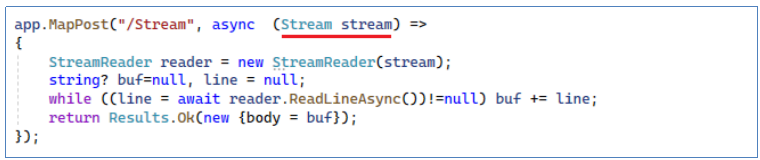 app.MapPost("/Stream", async  (Stream stream) =>
{
    StreamReader reader = new StreamReader(stream);
    string? buf=null, line = null;
    while ((line = await reader.ReadLineAsync())!=null) buf += line;
    return Results.Ok(new {body = buf});
});